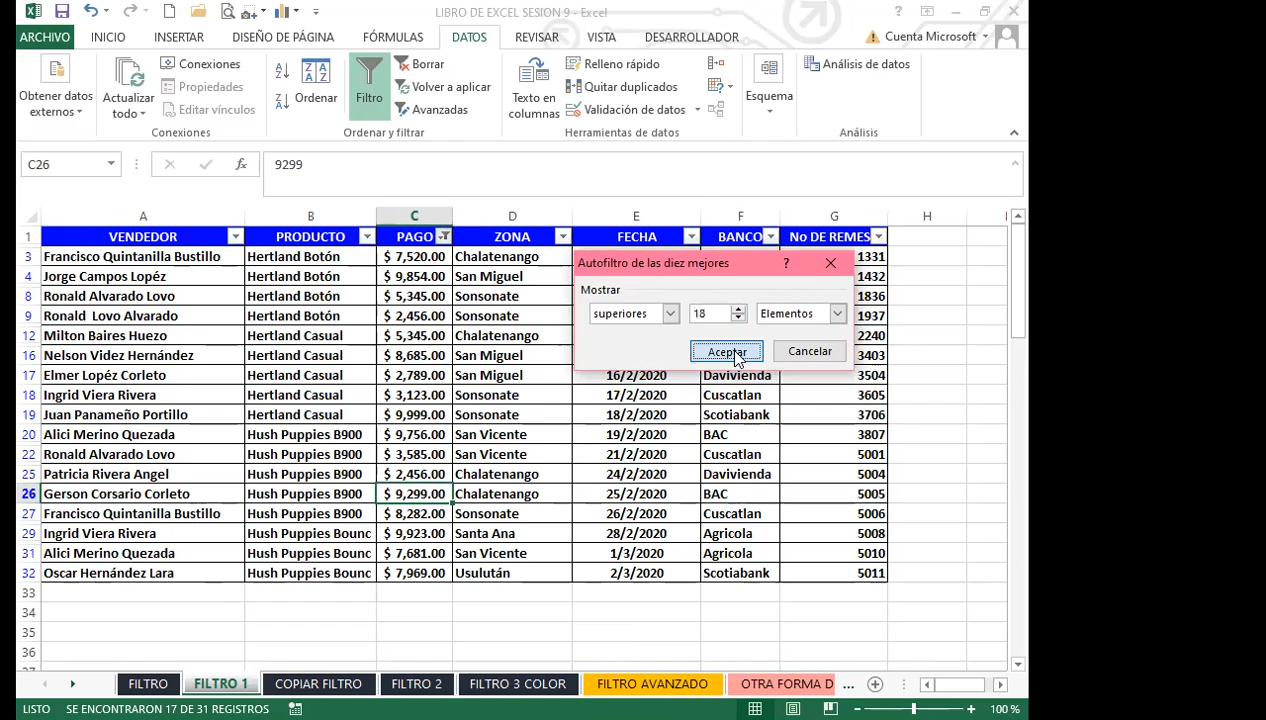 LIBRO DE EXCEL SESION 9 - Excel
ARCHIVO INICIO INSERTAR DISEÑO DE PÁGINA FÓRMULAS DATOS REVISAR VISTA DESARROLLADOR Cuenta Microsoft
Obtener datos externos
Actualizar todo
Conexiones
Propiedades
Editar vínculos
Conexiones
Ordenar
Filtro
Borrar
Volver a aplicar
Avanzadas
Ordenar y filtrar
Texto en columnas
Relleno rápido
Quitar duplicados
Validación de datos
Herramientas de datos
Esquema
Análisis de datos
Análisis
C26 fx 9299
A B C D E F G H I
1 VENDEDOR PRODUCTO PAGO ZONA FECHA BANCO No DE REMES
3 Francisco Quintanilla Bustillo Hertland Botón $ 7,520.00 Chalatenango 1331
4 Jorge Campos Lopéz Hertland Botón $ 9,854.00 San Miguel 1432
8 Ronald Alvarado Lovo Hertland Botón $ 5,345.00 Sonsonate 1836
9 Ronald Lovo Alvarado Hertland Botón $ 2,456.00 Sonsonate 1937
12 Milton Baires Huezo Hertland Casual $ 5,345.00 Chalatenango 2240
16 Nelson Videz Hernández Hertland Casual $ 8,685.00 San Miguel 3403
17 Elmer Lopéz Corleto Hertland Casual $ 2,789.00 San Miguel 16/2/2020 Davivienda 3504
18 Ingrid Viera Rivera Hertland Casual $ 3,123.00 Sonsonate 17/2/2020 Cuscatlan 3605
19 Juan Panameño Portillo Hertland Casual $ 9,999.00 Sonsonate 18/2/2020 Scotiabank 3706
20 Alici Merino Quezada Hush Puppies B900 $ 9,756.00 San Vicente 19/2/2020 BAC 3807
22 Ronald Alvarado Lovo Hush Puppies B900 $ 3,585.00 San Vicente 21/2/2020 Cuscatlan 5001
25 Patricia Rivera Angel Hush Puppies B900 $ 2,456.00 Chalatenango 24/2/2020 Davivienda 5004
26 Gerson Corsario Corleto Hush Puppies B900 $ 9,299.00 Chalatenango 25/2/2020 BAC 5005
27 Francisco Quintanilla Bustillo Hush Puppies B900 $ 8,282.00 Sonsonate 26/2/2020 Cuscatlan 5006
29 Ingrid Viera Rivera Hush Puppies Bounc $ 9,923.00 Santa Ana 28/2/2020 Agricola 5008
31 Alici Merino Quezada Hush Puppies Bounc $ 7,681.00 San Vicente 1/3/2020 Agricola 5010
32 Oscar Hernández Lara Hush Puppies Bounc $ 7,969.00 Usulután 2/3/2020 Scotiabank 5011
33
34
35
36
Autofiltro de las diez mejores ?
Mostrar
superiores 18 Elementos
Aceptar Cancelar
FILTRO FILTRO 1 COPIAR FILTRO FILTRO 2 FILTRO 3 COLOR FILTRO AVANZADO OTRA FORMA D ...
LISTO SE ENCONTRARON 17 DE 31 REGISTROS 100 %